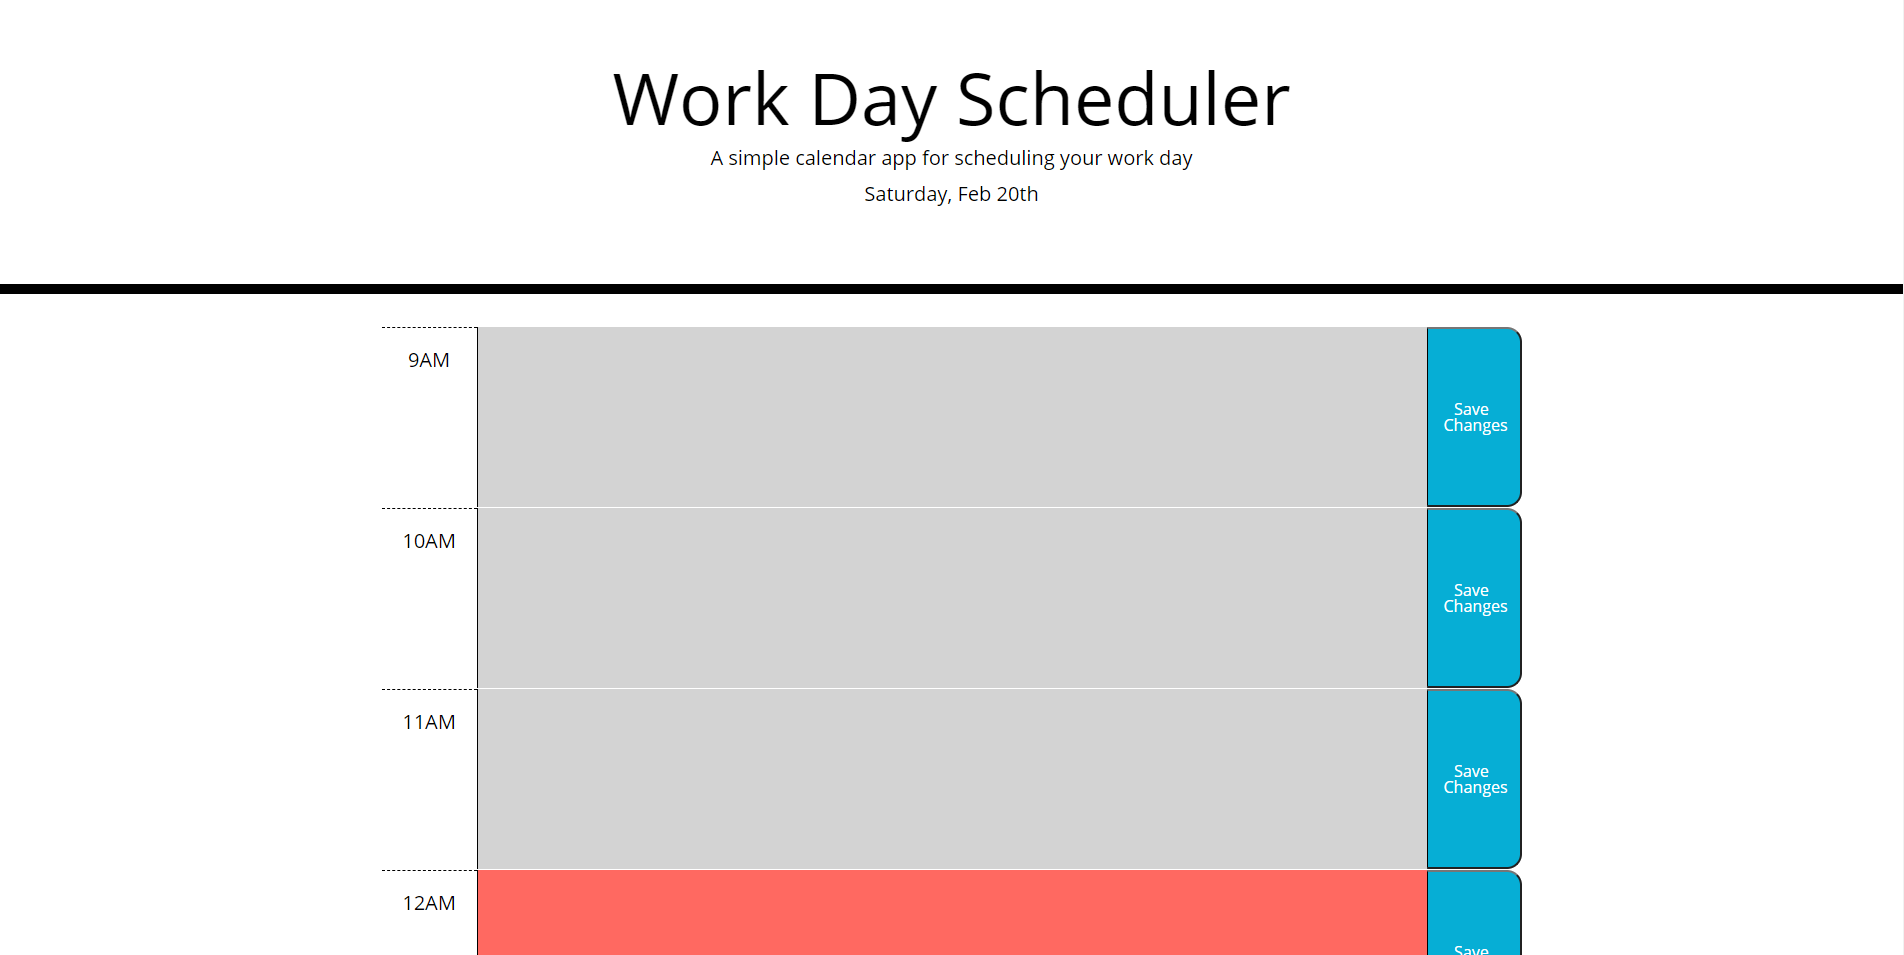 Work Day Scheduler
A simple calendar app for scheduling your work day
Saturday, Feb 20th
9AM
Save
Changes
10AM
Save
Changes
11AM
Save
Changes
12AM
Save